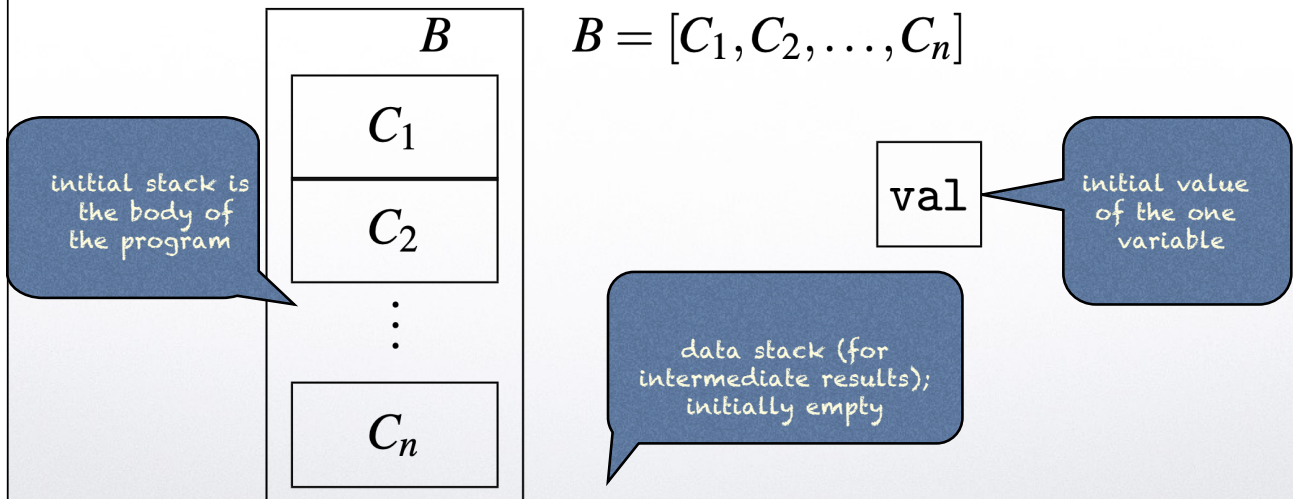 B
B = [C₁, C₂, ..., Cₙ]
C₁
initial stack is
the body of
the program
C₂
⋮
Cₙ
val
initial value
of the one
variable
data stack (for
intermediate results);
initially empty